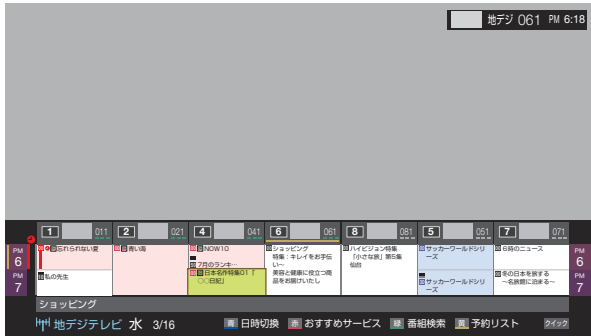 地デジ 061 PM 6:18
1 011 2 021 4 041 6 061 8 081 5 051 7 071
PM 6
忘れられない夏
青い雨
NOW10
7月のランキ…
ショッピング
特集：キレイをお手伝
い～
美容と健康に役立つ商
品をお届けいたし
ハイビジョン特集
「小さな旅」第5集
仙台
サッカーワールドシリ
ーズ
6時のニュース
PM 6
PM 7
私の先生
日本名作特集01『
〇〇日記』
サッカーワールドシリ
ーズ
冬の日本を旅する
～名旅館に泊まる～
PM 7
ショッピング
地デジテレビ 水 3/16 青 日時切換 赤 おすすめサービス 緑 番組検索 黄 予約リスト クイック